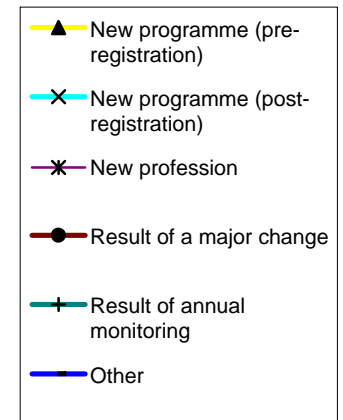 New programme (pre-
registration)
New programme (post-
registration)
New profession
Result of a major change
Result of annual
monitoring
Other